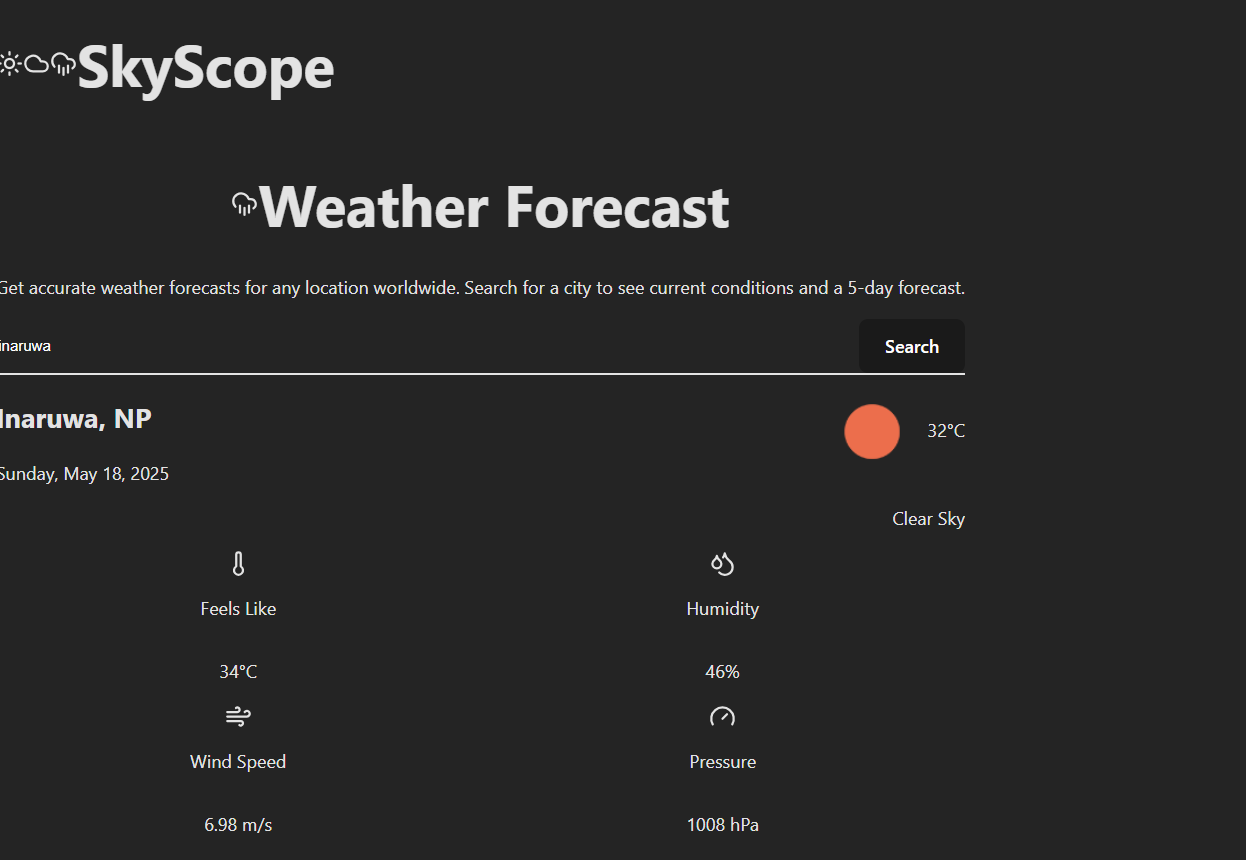 SkyScope
Weather Forecast
Get accurate weather forecasts for any location worldwide. Search for a city to see current conditions and a 5-day forecast.
inaruwa
Search
Inaruwa, NP
32°C
Sunday, May 18, 2025
Clear Sky
Feels Like
Humidity
34°C
46%
Wind Speed
Pressure
6.98 m/s
1008 hPa